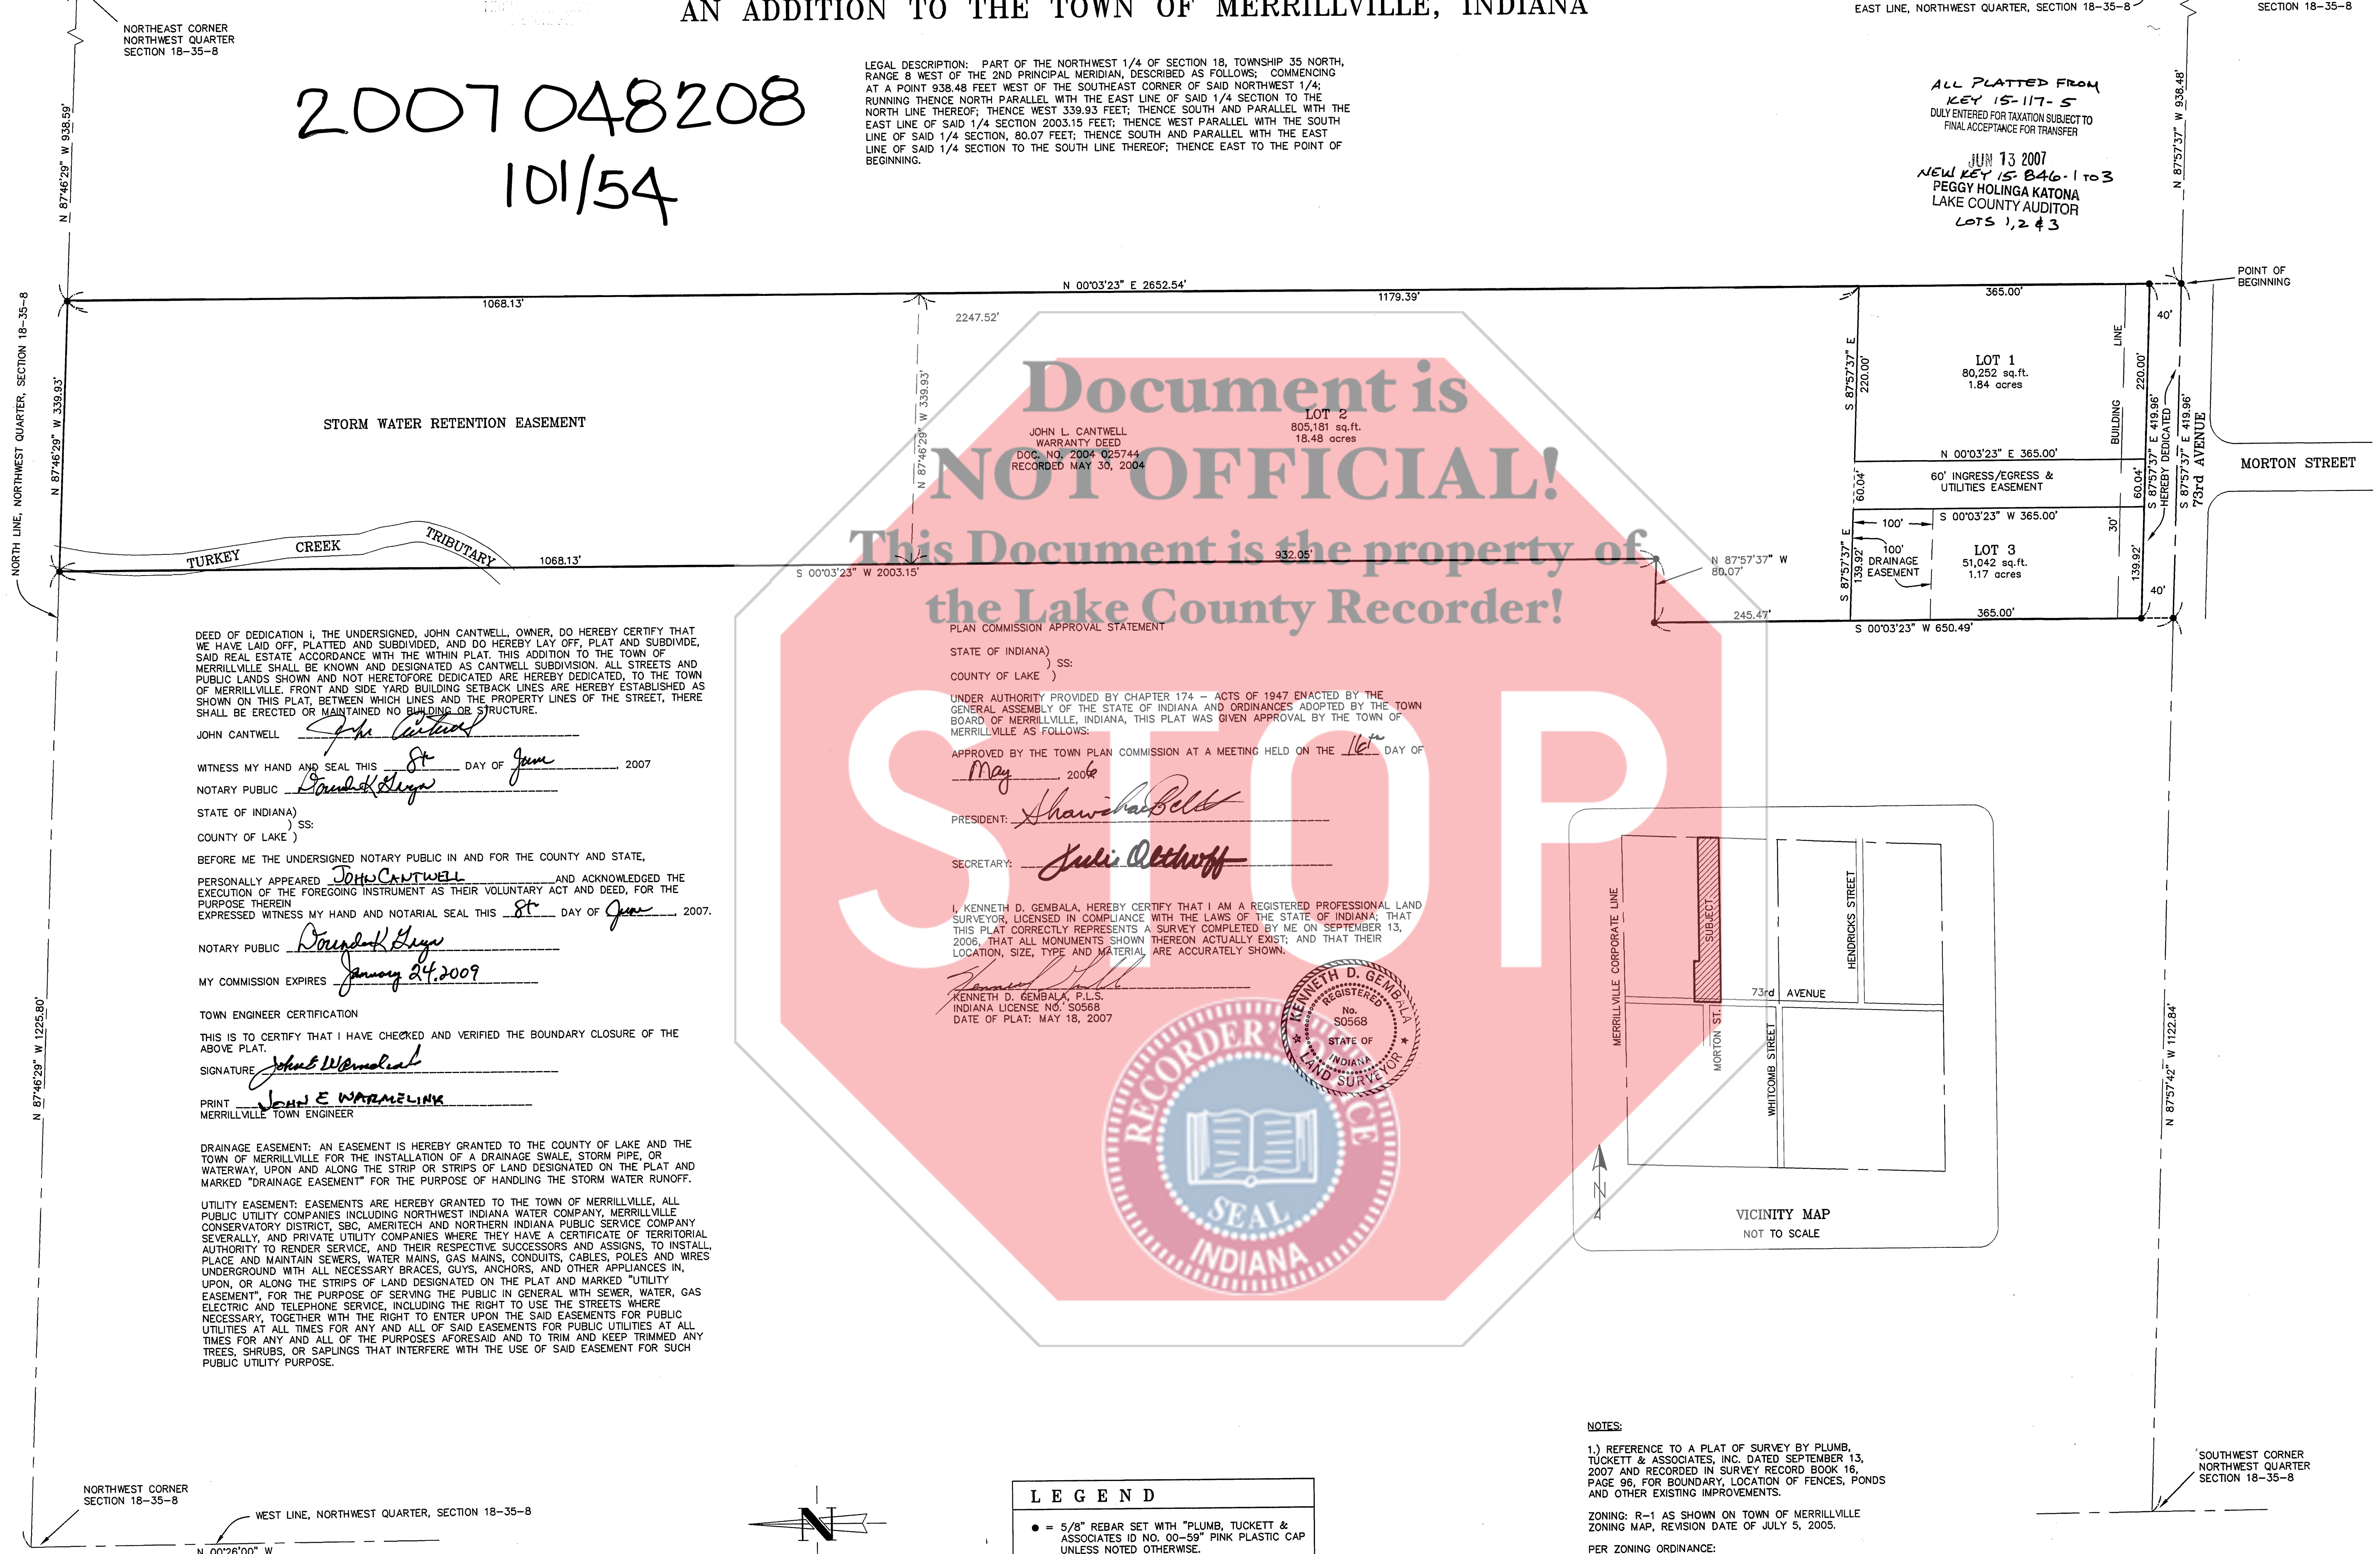 AN ADDITION TO THE TOWN OF MERRILLVILLE, INDIANA
EAST LINE, NORTHWEST QUARTER, SECTION 18-35-8
SECTION 18-35-8
NORTHEAST CORNER
NORTHWEST QUARTER
SECTION 18-35-8
2007 048208
101/54
LEGAL DESCRIPTION: PART OF THE NORTHWEST 1/4 OF SECTION 18, TOWNSHIP 35 NORTH,
RANGE 8 WEST OF THE 2ND PRINCIPAL MERIDIAN, DESCRIBED AS FOLLOWS; COMMENCING
AT A POINT 938.48 FEET WEST OF THE SOUTHEAST CORNER OF SAID NORTHWEST 1/4;
RUNNING THENCE NORTH PARALLEL WITH THE EAST LINE OF SAID 1/4 SECTION TO THE
NORTH LINE THEREOF; THENCE WEST 339.93 FEET; THENCE SOUTH AND PARALLEL WITH THE
EAST LINE OF SAID 1/4 SECTION 2003.15 FEET; THENCE WEST PARALLEL WITH THE SOUTH
LINE OF SAID 1/4 SECTION, 80.07 FEET; THENCE SOUTH AND PARALLEL WITH THE EAST
LINE OF SAID 1/4 SECTION TO THE SOUTH LINE THEREOF; THENCE EAST TO THE POINT OF
BEGINNING.
ALL PLATTED FROM
KEY 15-117-5
DULY ENTERED FOR TAXATION SUBJECT TO
FINAL ACCEPTANCE FOR TRANSFER
JUN 13 2007
NEW KEY 15-846-1 TO 3
PEGGY HOLINGA KATONA
LAKE COUNTY AUDITOR
LOTS 1, 2 & 3
N 87°46'29" W 938.59'
N 87°57'37" W 938.48'
POINT OF
BEGINNING
N 00°03'23" E 2652.54'
1068.13'
1179.39'
365.00'
2247.52'
40'
NORTH LINE, NORTHWEST QUARTER, SECTION 18-35-8
N 87°46'29" W 339.93'
STORM WATER RETENTION EASEMENT
N 87°46'29" W 339.93'
Document is
NOT OFFICIAL!
This Document is the property of
the Lake County Recorder!
JOHN L. CANTWELL
WARRANTY DEED
DOC. NO. 2004 025744
RECORDED MAY 30, 2004
LOT 2
805,181 sq.ft.
18.48 acres
S 87°57'37" E
220.00'
LOT 1
80,252 sq.ft.
1.84 acres
BUILDING LINE
220.00'
N 00°03'23" E 365.00'
60.04'
60' INGRESS/EGRESS &
UTILITIES EASEMENT
60.04'
S 87°57'37" E 419.96'
HEREBY DEDICATED
S 87°57'37" E 419.96'
73rd AVENUE
MORTON STREET
S 00°03'23" W 365.00'
30'
S 87°57'37" E
139.92'
100'
100'
DRAINAGE
EASEMENT
LOT 3
51,042 sq.ft.
1.17 acres
139.92'
40'
TURKEY CREEK TRIBUTARY
1068.13'
S 00°03'23" W 2003.15'
932.05'
N 87°57'37" W
80.07'
245.47'
365.00'
S 00°03'23" W 650.49'
DEED OF DEDICATION i, THE UNDERSIGNED, JOHN CANTWELL, OWNER, DO HEREBY CERTIFY THAT
WE HAVE LAID OFF, PLATTED AND SUBDIVIDED, AND DO HEREBY LAY OFF, PLAT AND SUBDIVIDE,
SAID REAL ESTATE ACCORDANCE WITH THE WITHIN PLAT. THIS ADDITION TO THE TOWN OF
MERRILLVILLE SHALL BE KNOWN AND DESIGNATED AS CANTWELL SUBDIVISION. ALL STREETS AND
PUBLIC LANDS SHOWN AND NOT HERETOFORE DEDICATED ARE HEREBY DEDICATED, TO THE TOWN
OF MERRILLVILLE. FRONT AND SIDE YARD BUILDING SETBACK LINES ARE HEREBY ESTABLISHED AS
SHOWN ON THIS PLAT, BETWEEN WHICH LINES AND THE PROPERTY LINES OF THE STREET, THERE
SHALL BE ERECTED OR MAINTAINED NO BUILDING OR STRUCTURE.
JOHN CANTWELL John Cantwell
WITNESS MY HAND AND SEAL THIS 8th DAY OF June, 2007
NOTARY PUBLIC
STATE OF INDIANA)
) SS:
COUNTY OF LAKE )
BEFORE ME THE UNDERSIGNED NOTARY PUBLIC IN AND FOR THE COUNTY AND STATE,
PERSONALLY APPEARED JOHN CANTWELL AND ACKNOWLEDGED THE
EXECUTION OF THE FOREGOING INSTRUMENT AS THEIR VOLUNTARY ACT AND DEED, FOR THE
PURPOSE THEREIN
EXPRESSED WITNESS MY HAND AND NOTARIAL SEAL THIS 8th DAY OF June, 2007.
NOTARY PUBLIC
MY COMMISSION EXPIRES January 24, 2009
TOWN ENGINEER CERTIFICATION
THIS IS TO CERTIFY THAT I HAVE CHECKED AND VERIFIED THE BOUNDARY CLOSURE OF THE
ABOVE PLAT.
SIGNATURE John E Warmelink
PRINT JOHN E WARMELINK
MERRILLVILLE TOWN ENGINEER
DRAINAGE EASEMENT: AN EASEMENT IS HEREBY GRANTED TO THE COUNTY OF LAKE AND THE
TOWN OF MERRILLVILLE FOR THE INSTALLATION OF A DRAINAGE SWALE, STORM PIPE, OR
WATERWAY, UPON AND ALONG THE STRIP OR STRIPS OF LAND DESIGNATED ON THE PLAT AND
MARKED "DRAINAGE EASEMENT" FOR THE PURPOSE OF HANDLING THE STORM WATER RUNOFF.
UTILITY EASEMENT: EASEMENTS ARE HEREBY GRANTED TO THE TOWN OF MERRILLVILLE, ALL
PUBLIC UTILITY COMPANIES INCLUDING NORTHWEST INDIANA WATER COMPANY, MERRILLVILLE
CONSERVATORY DISTRICT, SBC, AMERITECH AND NORTHERN INDIANA PUBLIC SERVICE COMPANY
SEVERALLY, AND PRIVATE UTILITY COMPANIES WHERE THEY HAVE A CERTIFICATE OF TERRITORIAL
AUTHORITY TO RENDER SERVICE, AND THEIR RESPECTIVE SUCCESSORS AND ASSIGNS, TO INSTALL,
PLACE AND MAINTAIN SEWERS, WATER MAINS, GAS MAINS, CONDUITS, CABLES, POLES AND WIRES
UNDERGROUND WITH ALL NECESSARY BRACES, GUYS, ANCHORS, AND OTHER APPLIANCES IN,
UPON, OR ALONG THE STRIPS OF LAND DESIGNATED ON THE PLAT AND MARKED "UTILITY
EASEMENT", FOR THE PURPOSE OF SERVING THE PUBLIC IN GENERAL WITH SEWER, WATER, GAS
ELECTRIC AND TELEPHONE SERVICE, INCLUDING THE RIGHT TO USE THE STREETS WHERE
NECESSARY, TOGETHER WITH THE RIGHT TO ENTER UPON THE SAID EASEMENTS FOR PUBLIC
UTILITIES AT ALL TIMES FOR ANY AND ALL OF SAID EASEMENTS FOR PUBLIC UTILITIES AT ALL
TIMES FOR ANY AND ALL OF THE PURPOSES AFORESAID AND TO TRIM AND KEEP TRIMMED ANY
TREES, SHRUBS, OR SAPLINGS THAT INTERFERE WITH THE USE OF SAID EASEMENT FOR SUCH
PUBLIC UTILITY PURPOSE.
PLAN COMMISSION APPROVAL STATEMENT
STATE OF INDIANA)
) SS:
COUNTY OF LAKE )
UNDER AUTHORITY PROVIDED BY CHAPTER 174 – ACTS OF 1947 ENACTED BY THE
GENERAL ASSEMBLY OF THE STATE OF INDIANA AND ORDINANCES ADOPTED BY THE TOWN
BOARD OF MERRILLVILLE, INDIANA, THIS PLAT WAS GIVEN APPROVAL BY THE TOWN OF
MERRILLVILLE AS FOLLOWS:
APPROVED BY THE TOWN PLAN COMMISSION AT A MEETING HELD ON THE 16th DAY OF
May, 2006
PRESIDENT:
SECRETARY: Julie Olthoff
I, KENNETH D. GEMBALA, HEREBY CERTIFY THAT I AM A REGISTERED PROFESSIONAL LAND
SURVEYOR, LICENSED IN COMPLIANCE WITH THE LAWS OF THE STATE OF INDIANA; THAT
THIS PLAT CORRECTLY REPRESENTS A SURVEY COMPLETED BY ME ON SEPTEMBER 13,
2006, THAT ALL MONUMENTS SHOWN THEREON ACTUALLY EXIST; AND THAT THEIR
LOCATION, SIZE, TYPE AND MATERIAL ARE ACCURATELY SHOWN.
KENNETH D. GEMBALA, P.L.S.
INDIANA LICENSE NO. S0568
DATE OF PLAT: MAY 18, 2007
KENNETH D. GEMBALA
REGISTERED
No.
S0568
STATE OF
INDIANA
LAND SURVEYOR
STOP
RECORDER'S OFFICE
SEAL
INDIANA
MERRILLVILLE CORPORATE LINE
SUBJECT
HENDRICKS STREET
73rd AVENUE
MORTON ST.
WHITCOMB STREET
N
VICINITY MAP
NOT TO SCALE
N 87°46'29" W 1225.80'
N 87°57'42" W 1122.84'
NORTHWEST CORNER
SECTION 18-35-8
WEST LINE, NORTHWEST QUARTER, SECTION 18-35-8
N 00°26'00" W
N
LEGEND
● = 5/8" REBAR SET WITH "PLUMB, TUCKETT &
ASSOCIATES ID NO. 00-59" PINK PLASTIC CAP
UNLESS NOTED OTHERWISE.
NOTES:
1.) REFERENCE TO A PLAT OF SURVEY BY PLUMB,
TUCKETT & ASSOCIATES, INC. DATED SEPTEMBER 13,
2007 AND RECORDED IN SURVEY RECORD BOOK 16,
PAGE 96, FOR BOUNDARY, LOCATION OF FENCES, PONDS
AND OTHER EXISTING IMPROVEMENTS.
ZONING: R-1 AS SHOWN ON TOWN OF MERRILLVILLE
ZONING MAP, REVISION DATE OF JULY 5, 2005.
PER ZONING ORDINANCE:
SOUTHWEST CORNER
NORTHWEST QUARTER
SECTION 18-35-8